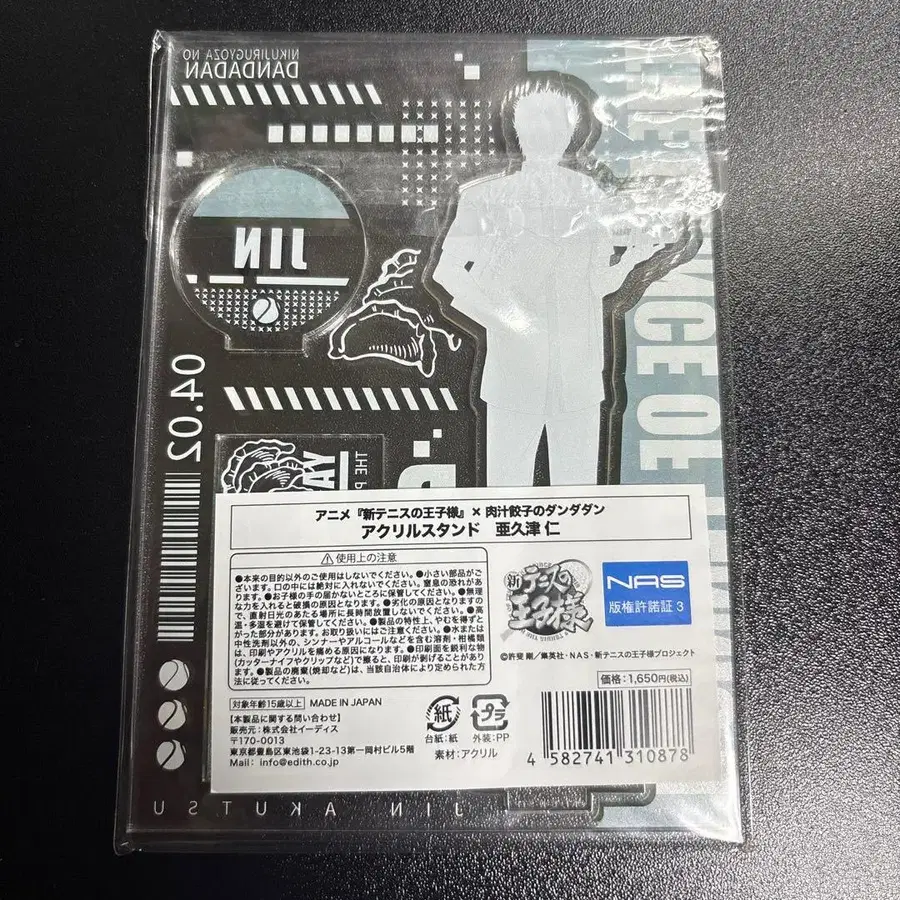 NIKUJIRUGYOZA NO
DANDADAN
JIN
04.02
THE
アニメ『新テニスの王子様』× 肉汁餃子のダンダダン
アクリルスタンド 亜久津 仁
⚠使用上の注意
●本来の目的以外のご使用はしないでください。●小さい部品がご
ざいます。口の中には絶対に入れないでください。窒息の恐れがあり
ます。●お子様の手の届かないところに保管してください。●無理
な力を入れると破損の原因となります。●劣化の原因となりますの
で、直射日光のあたる場所に長時間放置しないでください。●高
温・多湿を避けて保管してください。●製品の特性上、やむを得ずと
がった部分があります。お取り扱いにはご注意ください。●水または
中性洗剤以外の、シンナーやアルコールなどを含む溶剤・柑橘類
は、印刷やアクリルを痛める原因になります。●印刷面を鋭利な物
(カッターナイフやクリップなど)で擦ると、印刷が剥げることがありま
す。●製品の廃棄(焼却など)は、当該自治体により定められた方
法に従ってください。
新テニスの
王子様
NAS
版権許諾証 3
©許斐 剛／集英社・NAS・新テニスの王子様プロジェクト
価格：1,650円(税込)
対象年齢15歳以上 MADE IN JAPAN
【本製品に関する問い合わせ】
販売元：株式会社イーディス
〒170-0013
東京都豊島区東池袋1-23-13第一岡村ビル5階
Mail： info@edith.co.jp
紙
台紙：紙
プラ
外装：PP
素材：アクリル
4 582741 310878
JIN AKUTSU